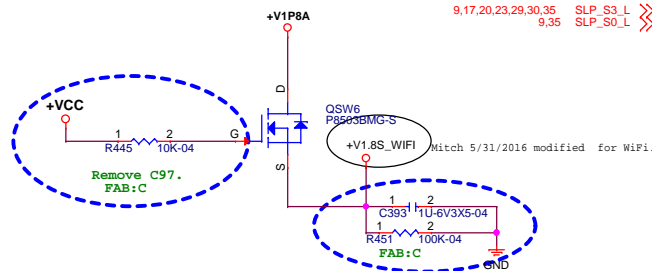 +V1P8A
9,17,20,23,29,30,35 SLP_S3_L
9,35 SLP_S0_L
D
QSW6
P8503BMG-S
+VCC
1 2 G
R445 10K-04
+V1.8S_WIFI
Mitch 5/31/2016 modified for WiFi.
S
Remove C97.
FAB:C
1 2
C393 1U-6V3X5-04
1 2
R451 100K-04
FAB:C
GND